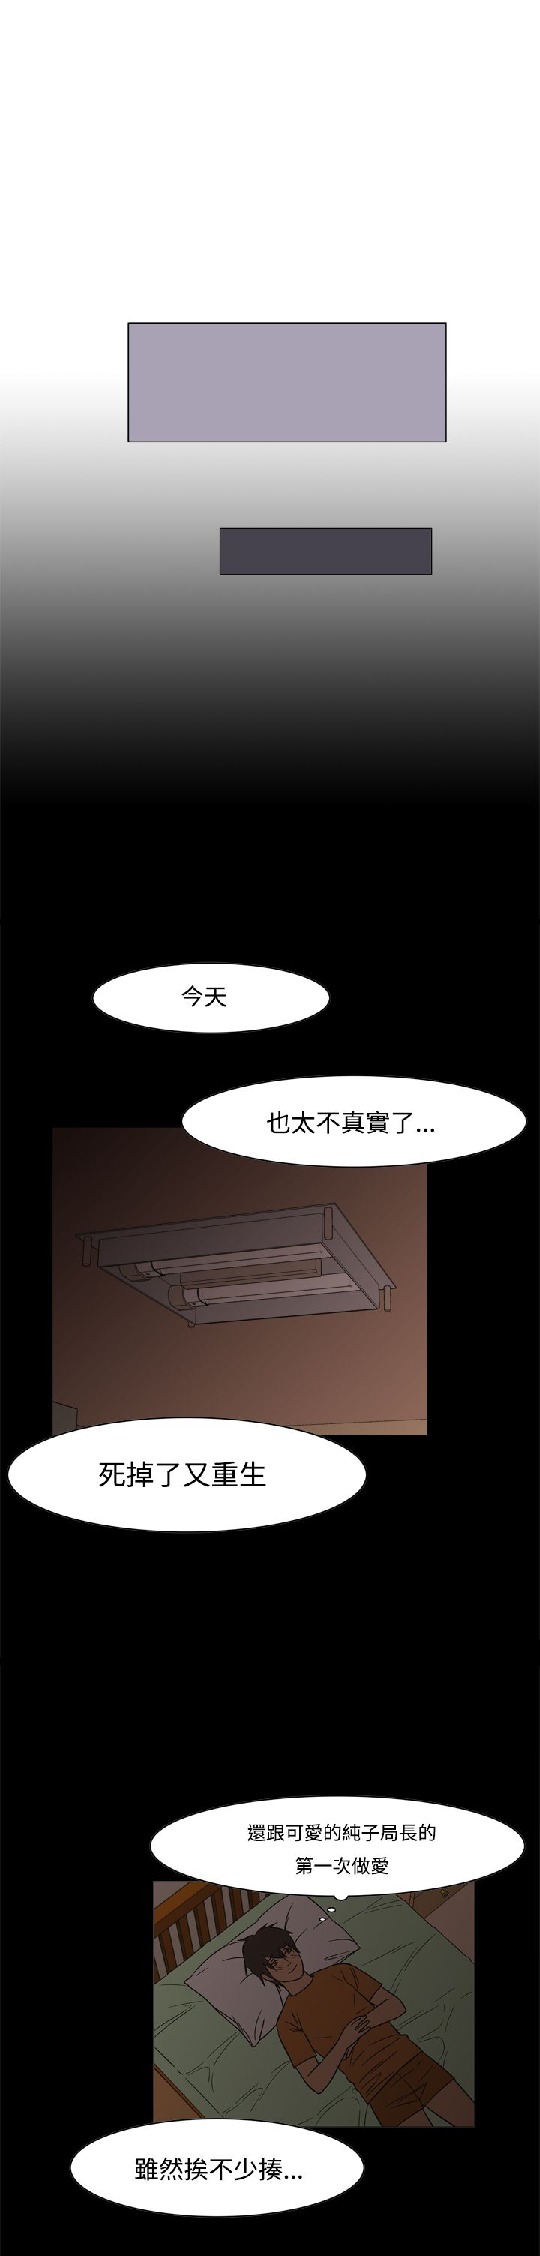 今天
也太不真實了...
死掉了又重生
還跟可愛的純子局長的
第一次做愛
雖然挨不少揍...